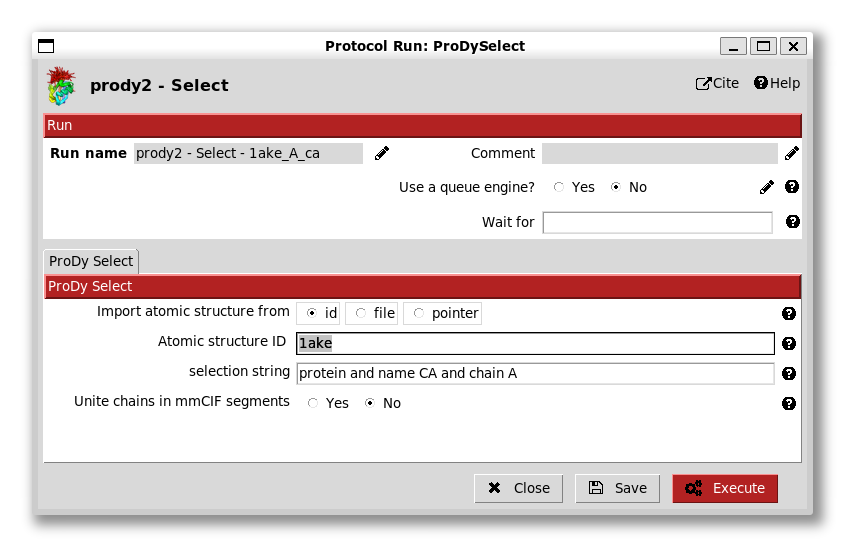 Protocol Run: ProDySelect
prody2 - Select
Cite Help
Run
Run name prody2 - Select - 1ake_A_ca Comment
Use a queue engine? Yes No
Wait for
ProDy Select
ProDy Select
Import atomic structure from id file pointer
Atomic structure ID 1ake
selection string protein and name CA and chain A
Unite chains in mmCIF segments Yes No
Close Save Execute